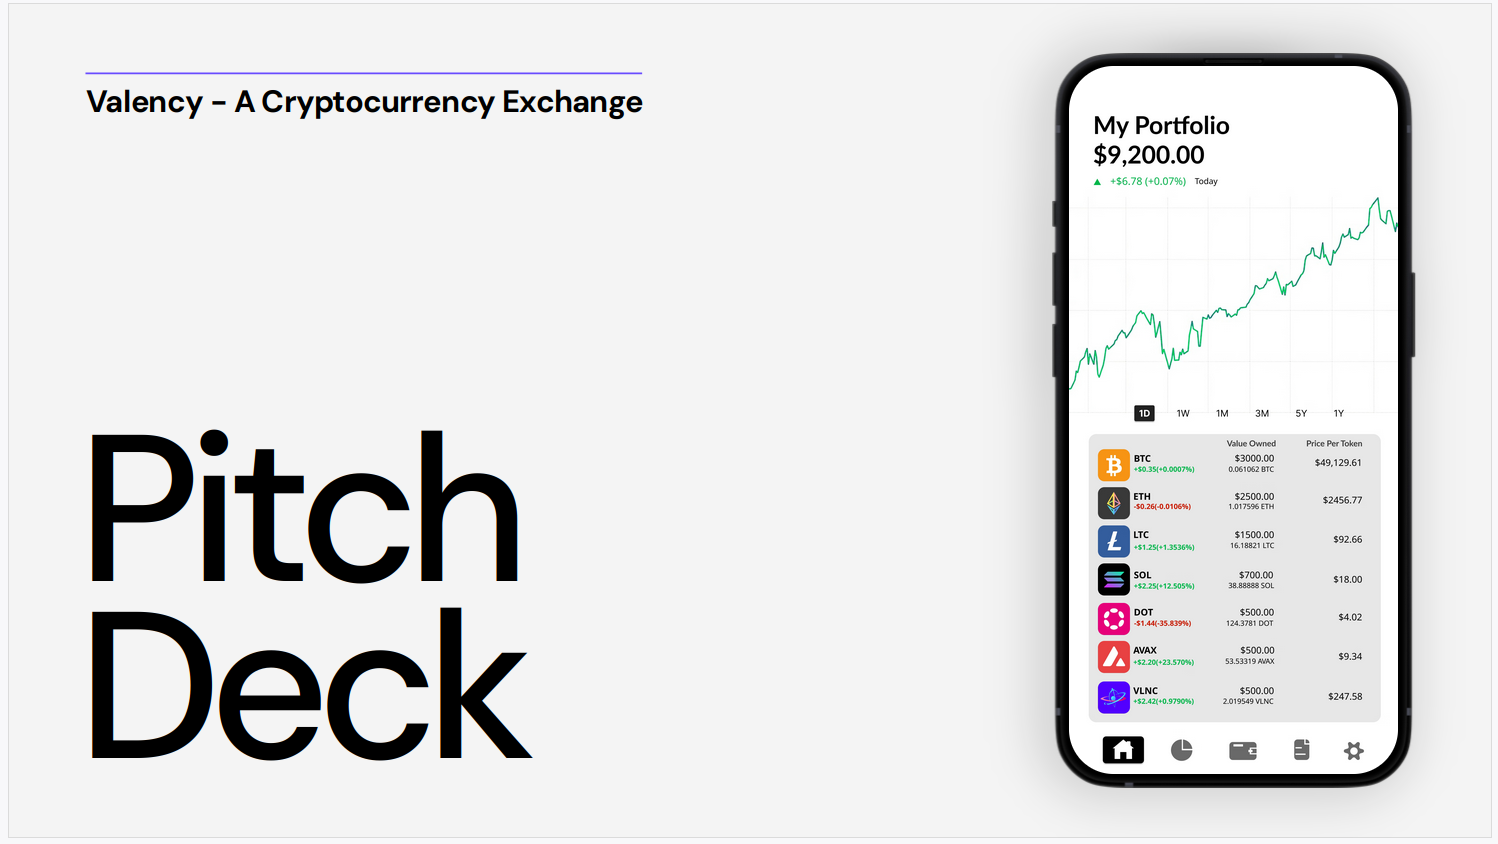 Valency - A Cryptocurrency Exchange
Pitch
Deck
My Portfolio
$9,200.00
+$6.78 (+0.07%) Today
1D 1W 1M 3M 5Y 1Y
Value Owned Price Per Token
BTC $3000.00 $49,129.61
+$0.35(+0.0007%) 0.061062 BTC
ETH $2500.00 $2456.77
-$0.26(-0.0106%) 1.017596 ETH
LTC $1500.00 $92.66
+$1.25(+1.3536%) 16.18821 LTC
SOL $700.00 $18.00
+$2.25(+12.505%) 38.88888 SOL
DOT $500.00 $4.02
-$1.44(-35.839%) 124.3781 DOT
AVAX $500.00 $9.34
+$2.20(+23.570%) 53.53319 AVAX
VLNC $500.00 $247.58
+$2.42(+0.9790%) 2.019549 VLNC